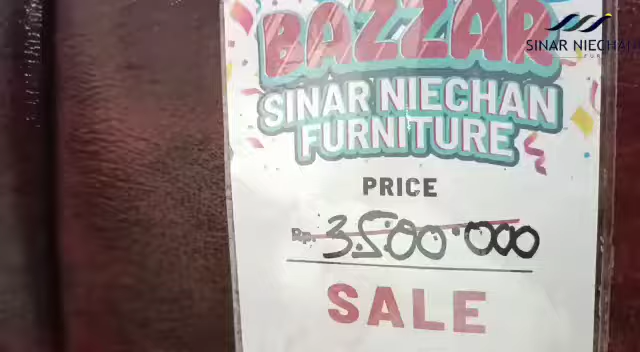 BAZZAR
SINAR NIECHAN
SINAR NIECHAN
FURNITURE
PRICE
Rp. 3.500.000
SALE